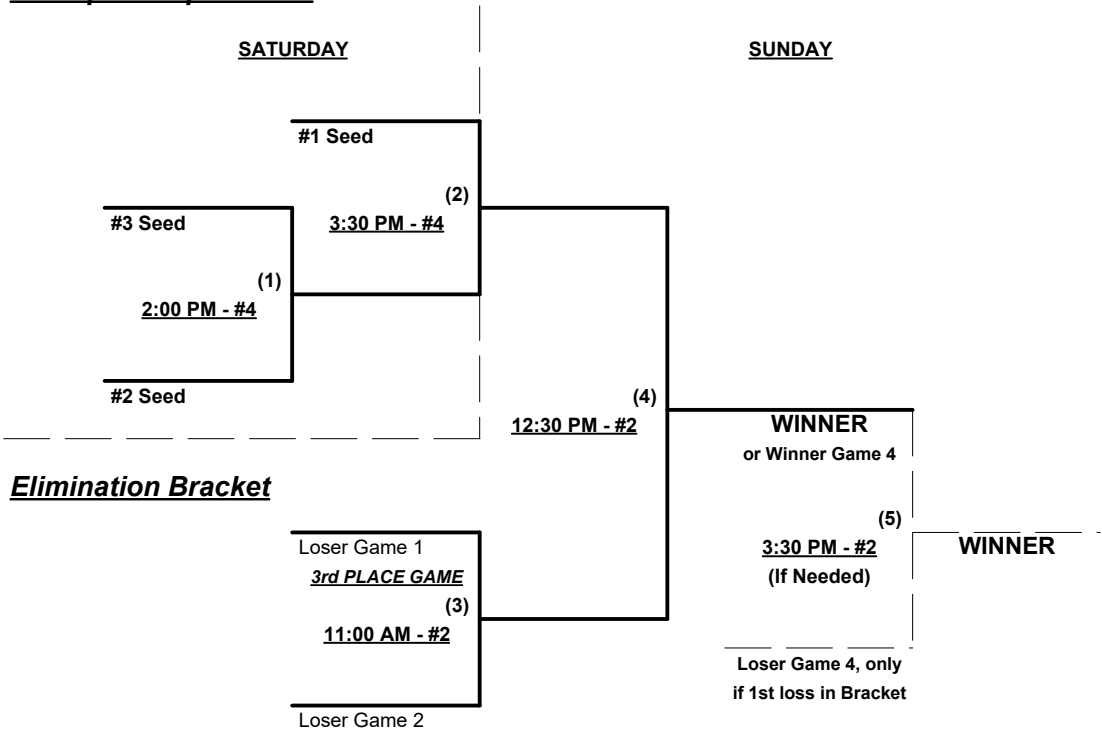 SATURDAY
SUNDAY
#1 Seed
(2)
3:30 PM - #4
#3 Seed
(1)
2:00 PM - #4
#2 Seed
(4)
12:30 PM - #2
WINNER
or Winner Game 4
Elimination Bracket
(5)
3:30 PM - #2
(If Needed)
WINNER
Loser Game 1
3rd PLACE GAME
(3)
11:00 AM - #2
Loser Game 4, only
if 1st loss in Bracket
Loser Game 2